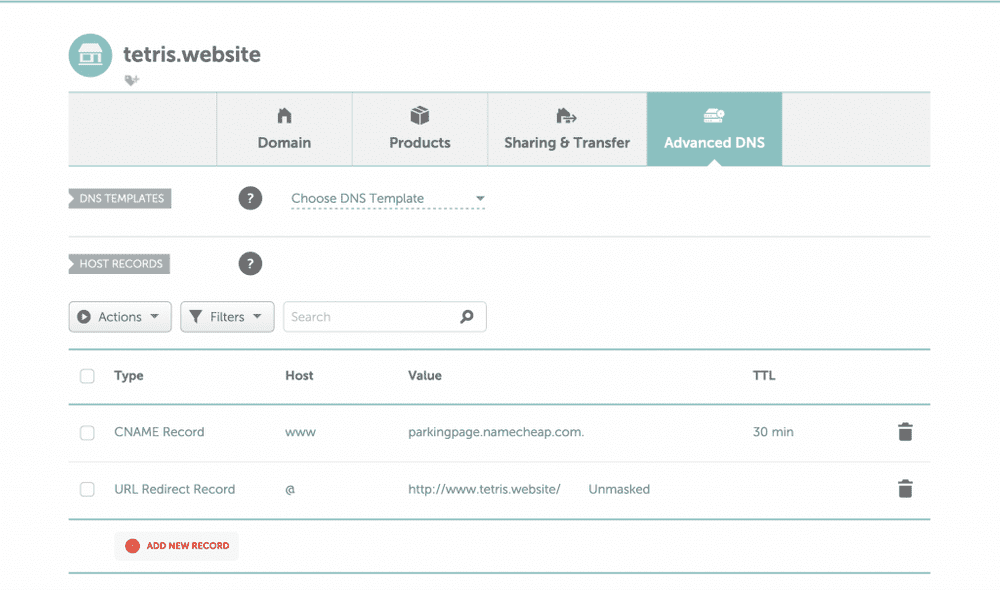 tetris.website
Domain
Products
Sharing & Transfer
Advanced DNS
DNS TEMPLATES
?
Choose DNS Template
HOST RECORDS
?
Actions
Filters
Search
Type Host Value TTL
CNAME Record www parkingpage.namecheap.com. 30 min
URL Redirect Record @ http://www.tetris.website/ Unmasked
ADD NEW RECORD